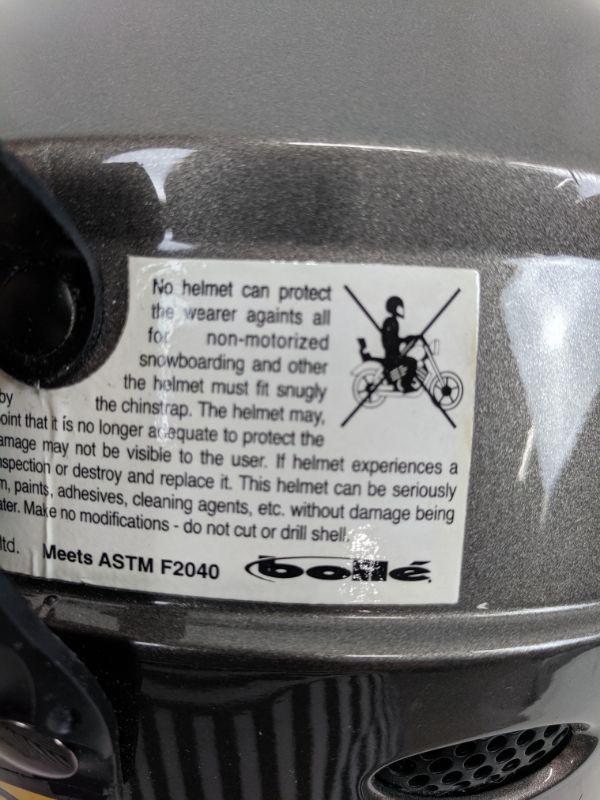 No helmet can protect
the wearer againts all
for non-motorized
snowboarding and other
the helmet must fit snugly
by the chinstrap. The helmet may,
oint that it is no longer adequate to protect the
amage may not be visible to the user. If helmet experiences a
nspection or destroy and replace it. This helmet can be seriously
m, paints, adhesives, cleaning agents, etc. without damage being
ater. Make no modifications - do not cut or drill shell.
ltd. Meets ASTM F2040 bollé